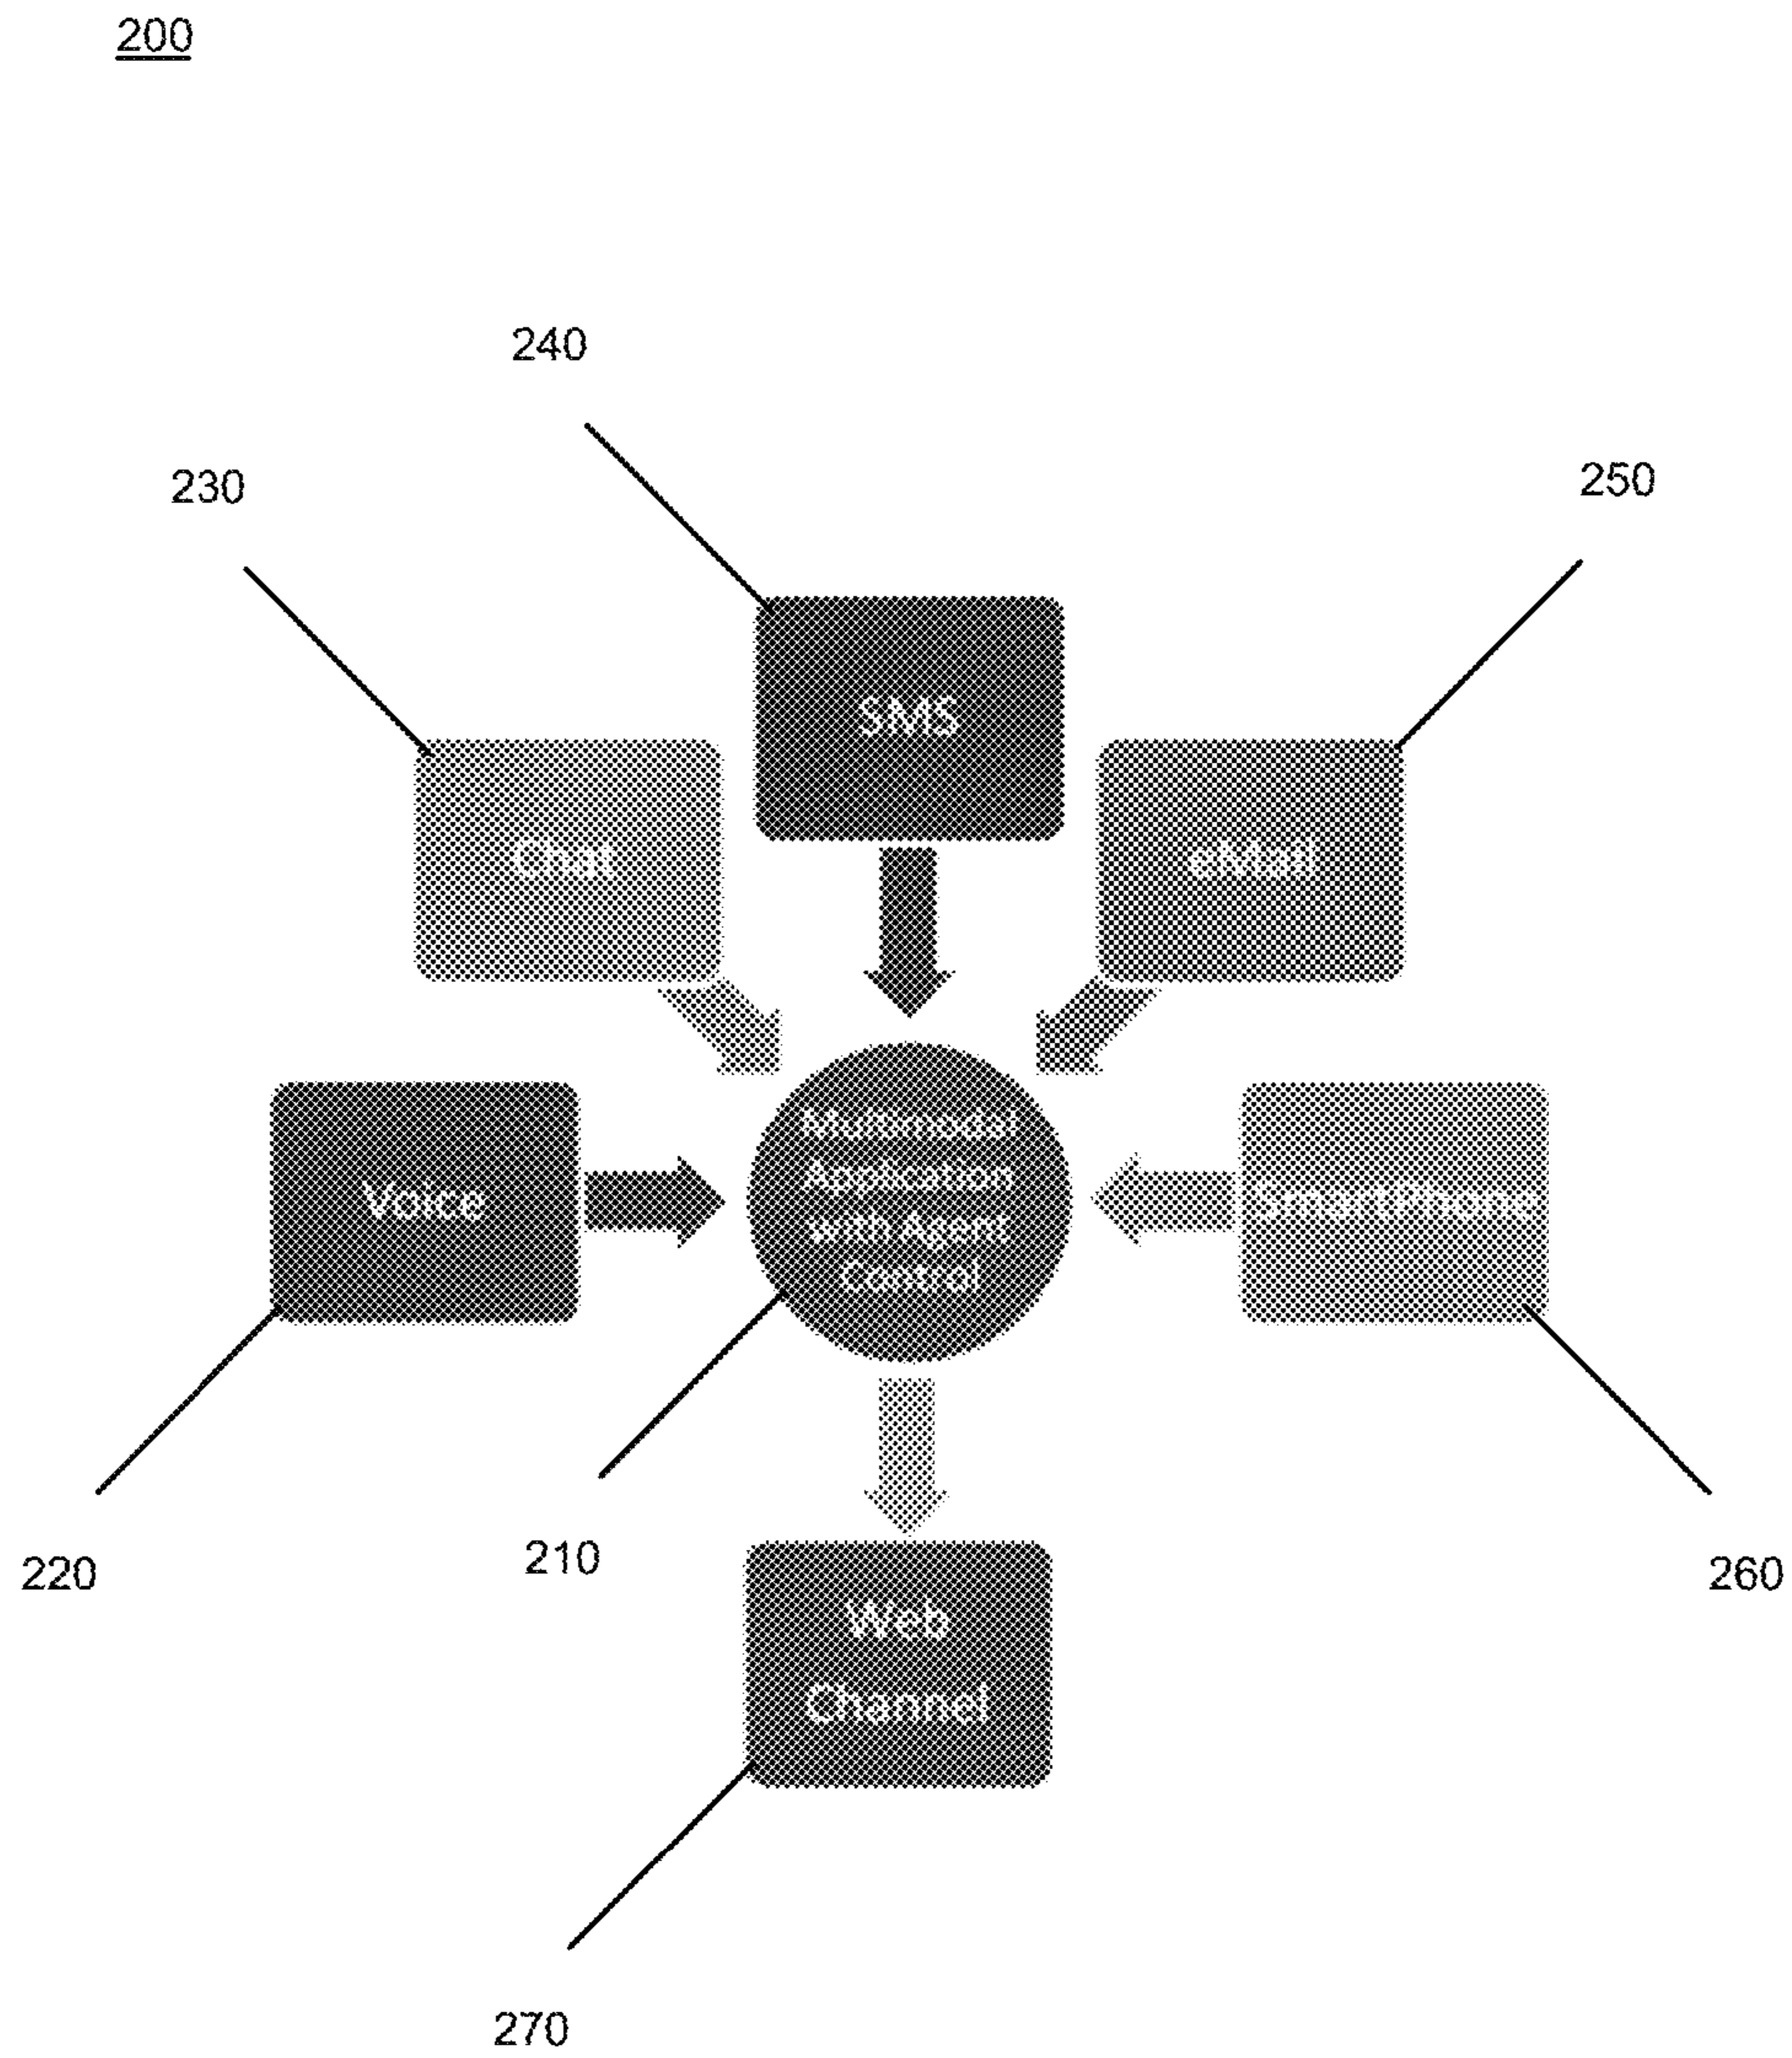 200
240
230
250
SMS
Chat
eMail
Multimodal
Application
with Agent
Control
Voice
SmartPhone
220
210
260
Web
Channel
270